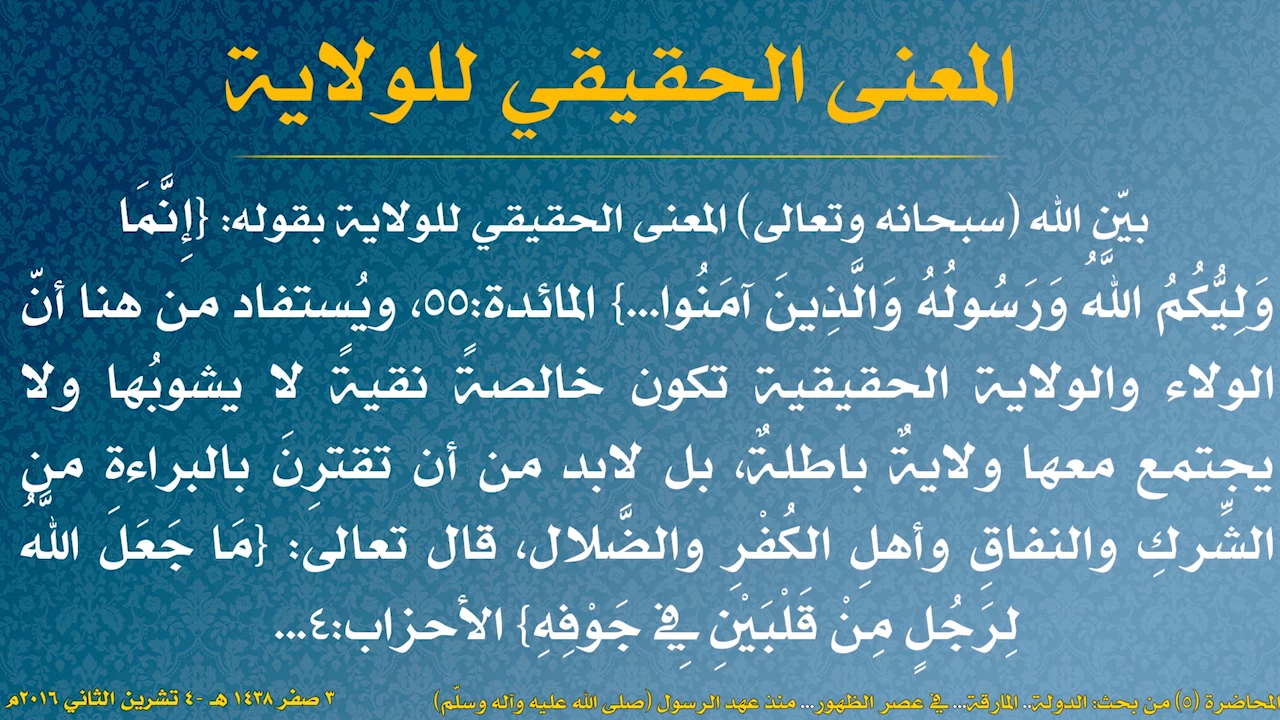 المعنى الحقيقي للولاية
بيّن الله (سبحانه وتعالى) المعنى الحقيقي للولاية بقوله: {إِنَّمَا
وَلِيُّكُمُ اللَّهُ وَرَسُولُهُ وَالَّذِينَ آمَنُوا...} المائدة:٥٥، ويُستفاد من هنا أنّ
الولاء والولاية الحقيقية تكون خالصةً نقيةً لا يشوبُها ولا
يجتمع معها ولايةٌ باطلةٌ، بل لابد من أن تقترِنَ بالبراءة من
الشِّركِ والنفاقِ وأهلِ الكُفْرِ والضَّلال، قال تعالى: {مَا جَعَلَ اللَّهُ
لِرَجُلٍ مِنْ قَلْبَيْنِ فِي جَوْفِهِ} الأحزاب:٤...
المحاضرة (٥) من بحث: الدولة.. المارقة... في عصر الظهور... منذ عهد الرسول (صلى الله عليه وآله وسلّم) ٣ صفر ١٤٣٨ هـ -٤ تشرين الثاني ٢٠١٦م